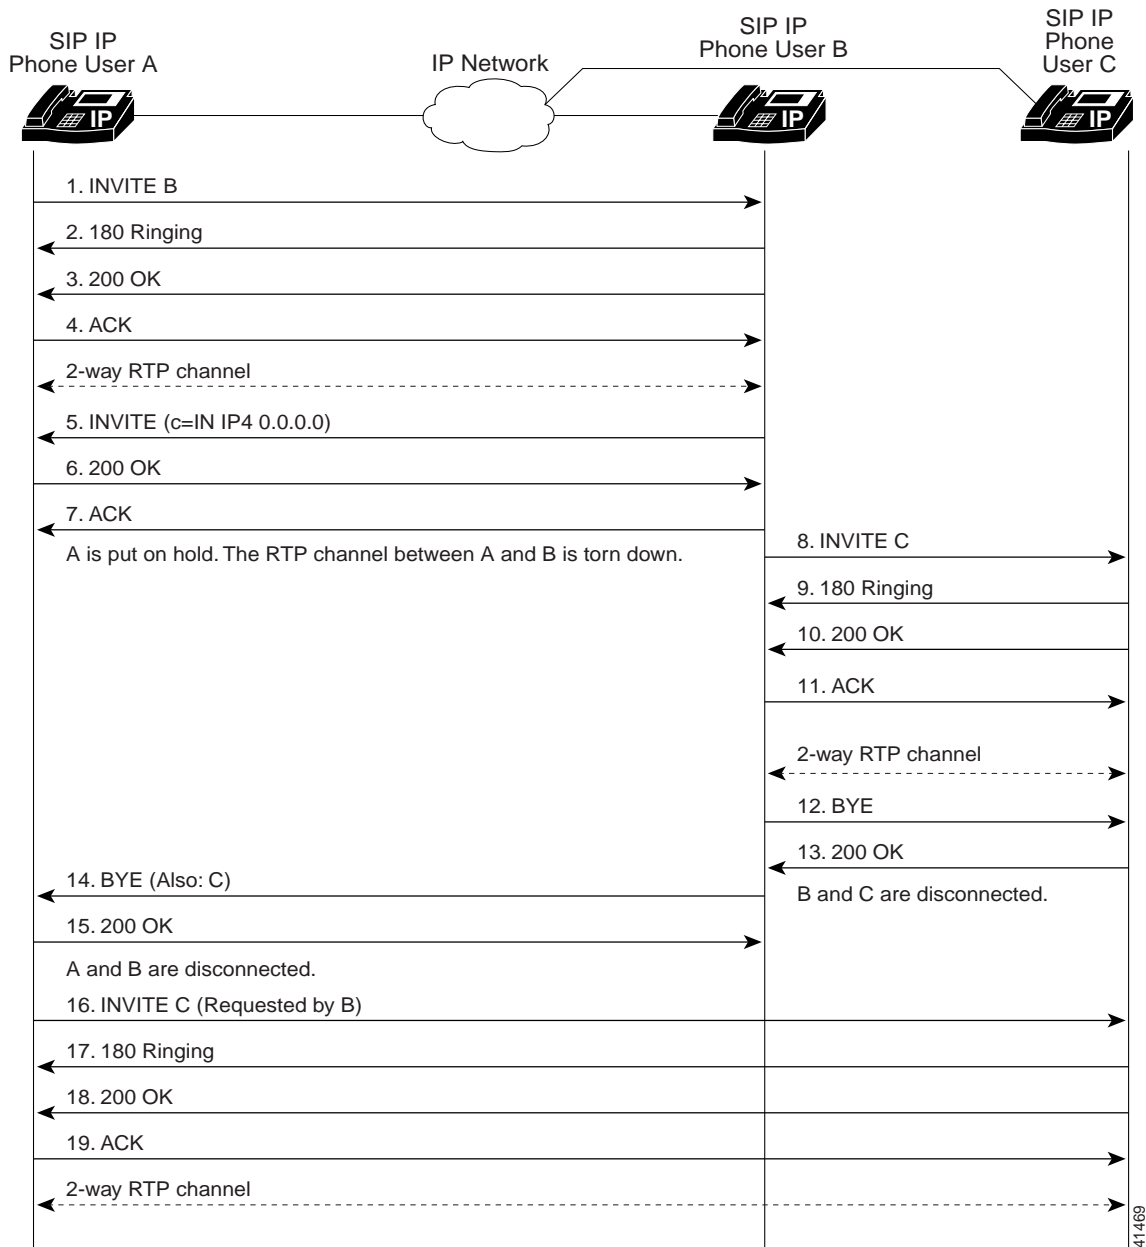 SIP IP
Phone User A
IP Network
SIP IP
Phone User B
SIP IP
Phone
User C
IP
IP
IP
1. INVITE B
2. 180 Ringing
3. 200 OK
4. ACK
2-way RTP channel
5. INVITE (c=IN IP4 0.0.0.0)
6. 200 OK
7. ACK
A is put on hold. The RTP channel between A and B is torn down.
8. INVITE C
9. 180 Ringing
10. 200 OK
11. ACK
2-way RTP channel
12. BYE
13. 200 OK
B and C are disconnected.
14. BYE (Also: C)
15. 200 OK
A and B are disconnected.
16. INVITE C (Requested by B)
17. 180 Ringing
18. 200 OK
19. ACK
2-way RTP channel
41469